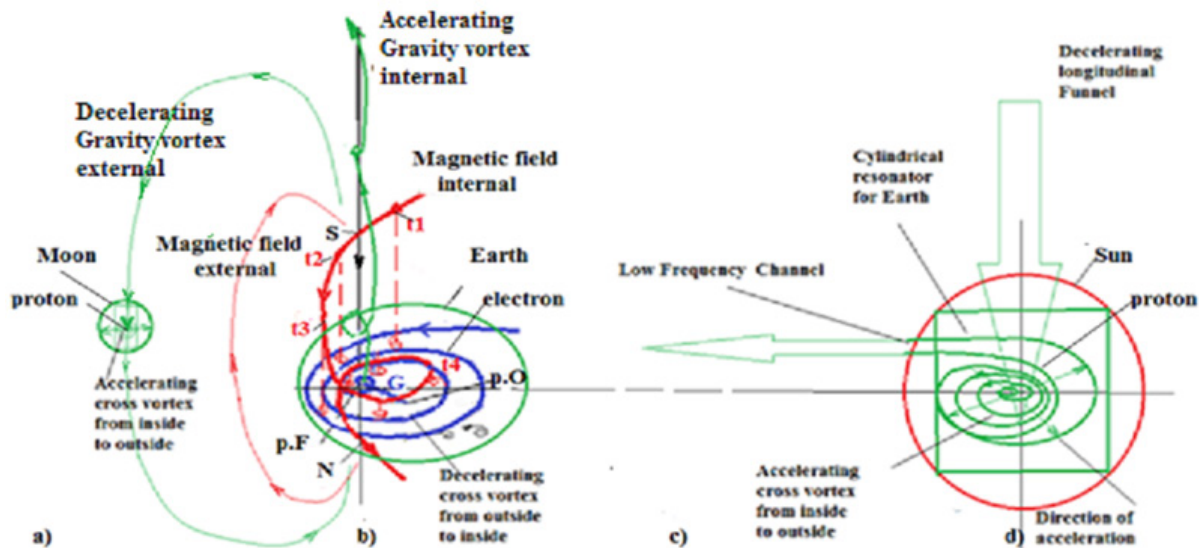 Accelerating
Gravity vortex
internal
Decelerating
Gravity vortex
external
Magnetic field
internal
t1
S
t2
Magnetic field
external
Earth
electron
Moon
proton
t3
t4
G
p.O
p.F
N
Accelerating
cross vortex
from inside
to outside
Decelerating
cross vortex
from outside
to inside
Decelerating
longitudinal
Funnel
Cylindrical
resonator
for Earth
Sun
Low Frequency Channel
proton
Accelerating
cross vortex
from inside
to outside
Direction of
acceleration
a)
b)
c)
d)